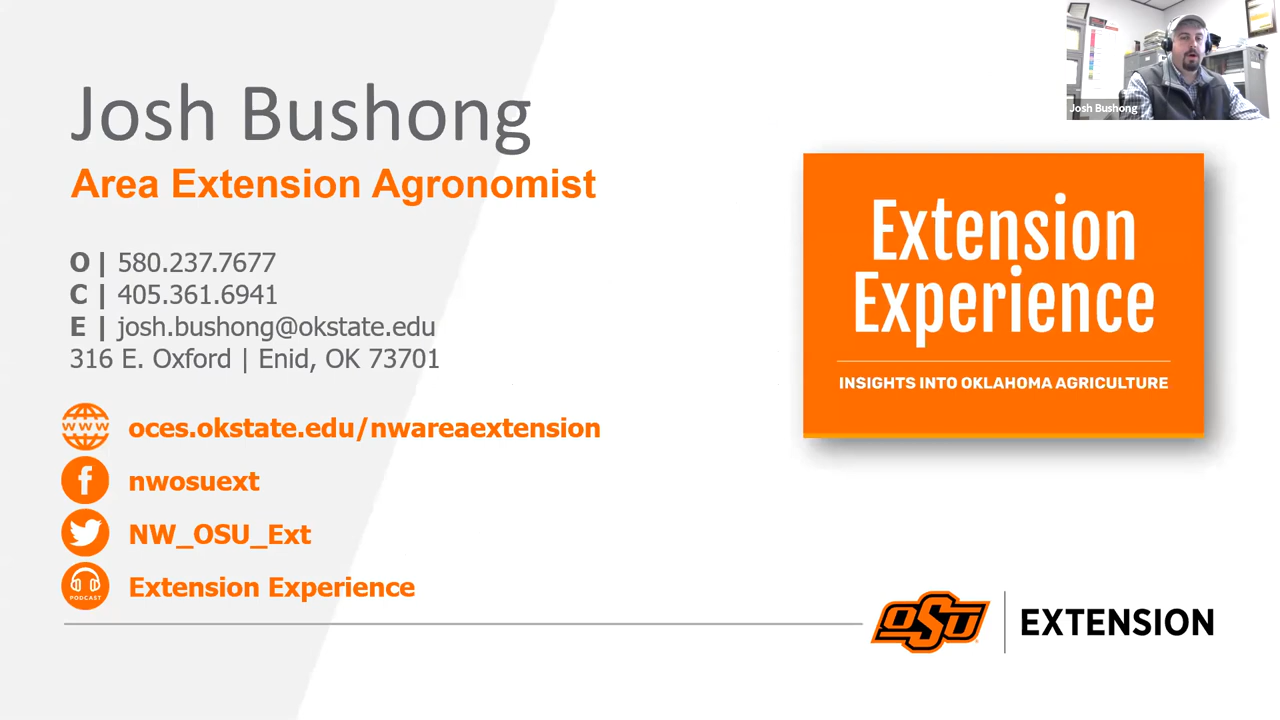 Josh Bushong
Area Extension Agronomist
O | 580.237.7677
C | 405.361.6941
E | josh.bushong@okstate.edu
316 E. Oxford | Enid, OK 73701
WWW
oces.okstate.edu/nwareaextension
f
nwosuext
NW_OSU_Ext
PODCAST
Extension Experience
Josh Bushong
Extension
Experience
INSIGHTS INTO OKLAHOMA AGRICULTURE
OSU
EXTENSION